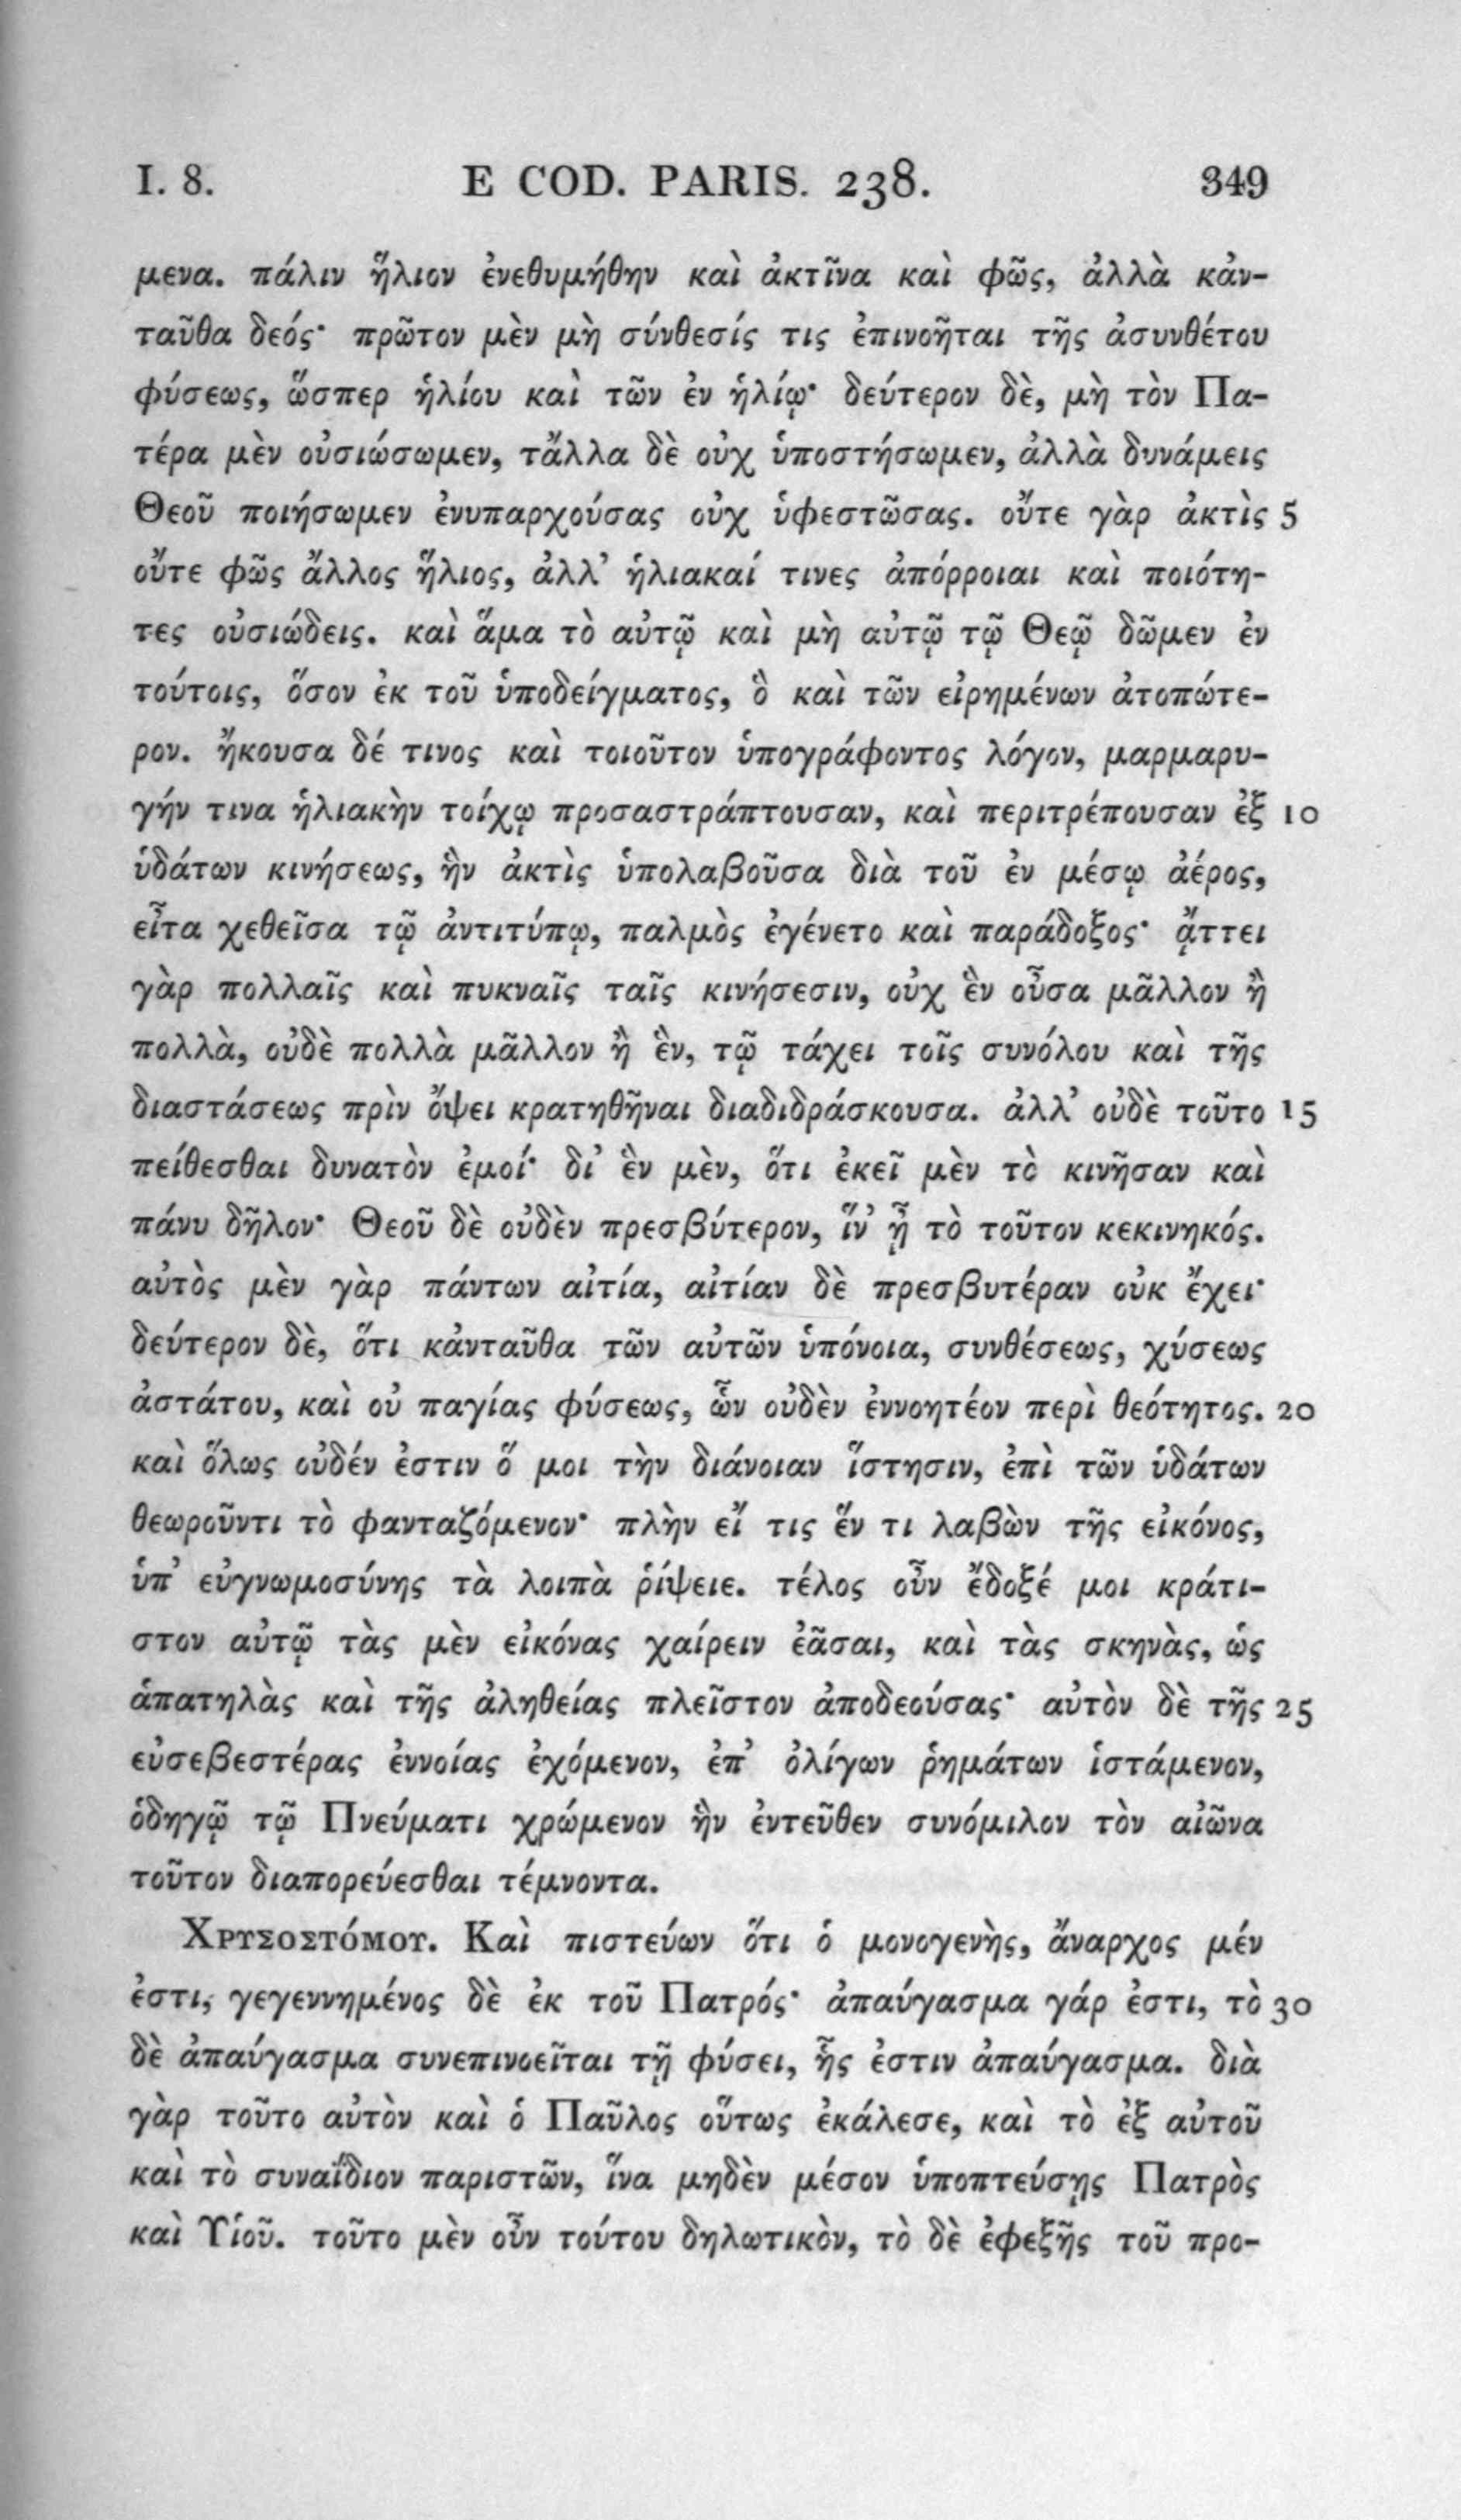 I. 8. E COD. PARIS. 238. 349
μενα. πάλιν ἥλιον ἐνεθυμήθην καὶ ἀκτῖνα καὶ φῶς, ἀλλὰ κἀν-
ταῦθα δεός· πρῶτον μὲν μὴ σύνθεσίς τις ἐπινοῆται τῆς ἀσυνθέτου
φύσεως, ὥσπερ ἡλίου καὶ τῶν ἐν ἡλίῳ· δεύτερον δὲ, μὴ τὸν Πα-
τέρα μὲν οὐσιώσωμεν, τἄλλα δὲ οὐχ ὑποστήσωμεν, ἀλλὰ δυνάμεις
Θεοῦ ποιήσωμεν ἐνυπαρχούσας οὐχ ὑφεστῶσας. οὔτε γὰρ ἀκτὶς 5
οὔτε φῶς ἄλλος ἥλιος, ἀλλ’ ἡλιακαί τινες ἀπόρροιαι καὶ ποιότη-
τες οὐσιώδεις. καὶ ἅμα τὸ αὐτῷ καὶ μὴ αὐτῷ τῷ Θεῷ δῶμεν ἐν
τούτοις, ὅσον ἐκ τοῦ ὑποδείγματος, ὃ καὶ τῶν εἰρημένων ἀτοπώτε-
ρον. ἤκουσα δέ τινος καὶ τοιοῦτον ὑπογράφοντος λόγον, μαρμαρυ-
γήν τινα ἡλιακὴν τοίχῳ προσαστράπτουσαν, καὶ περιτρέπουσαν ἐξ 10
ὑδάτων κινήσεως, ἣν ἀκτὶς ὑπολαβοῦσα διὰ τοῦ ἐν μέσῳ ἀέρος,
εἶτα χεθεῖσα τῷ ἀντιτύπῳ, παλμὸς ἐγένετο καὶ παράδοξος· ᾄττει
γὰρ πολλαῖς καὶ πυκναῖς ταῖς κινήσεσιν, οὐχ ἓν οὖσα μᾶλλον ἢ
πολλὰ, οὐδὲ πολλὰ μᾶλλον ἢ ἓν, τῷ τάχει τοῖς συνόλου καὶ τῆς
διαστάσεως πρὶν ὄψει κρατηθῆναι διαδιδράσκουσα. ἀλλ’ οὐδὲ τοῦτο 15
πείθεσθαι δυνατὸν ἐμοί· δι’ ἓν μὲν, ὅτι ἐκεῖ μὲν τὸ κινῆσαν καὶ
πάνυ δῆλον· Θεοῦ δὲ οὐδὲν πρεσβύτερον, ἵν’ ᾖ τὸ τοῦτον κεκινηκός.
αὐτὸς μὲν γὰρ πάντων αἰτία, αἰτίαν δὲ πρεσβυτέραν οὐκ ἔχει·
δεύτερον δὲ, ὅτι κἀνταῦθα τῶν αὐτῶν ὑπόνοια, συνθέσεως, χύσεως
ἀστάτου, καὶ οὐ παγίας φύσεως, ὧν οὐδὲν ἐννοητέον περὶ θεότητος. 20
καὶ ὅλως οὐδέν ἐστιν ὅ μοι τὴν διάνοιαν ἵστησιν, ἐπὶ τῶν ὑδάτων
θεωροῦντι τὸ φανταζόμενον· πλὴν εἴ τις ἕν τι λαβὼν τῆς εἰκόνος,
ὑπ’ εὐγνωμοσύνης τὰ λοιπὰ ῥίψειε. τέλος οὖν ἔδοξέ μοι κράτι-
στον αὐτῷ τὰς μὲν εἰκόνας χαίρειν ἐᾶσαι, καὶ τὰς σκηνὰς, ὡς
ἁπατηλὰς καὶ τῆς ἀληθείας πλεῖστον ἀποδεούσας· αὐτὸν δὲ τῆς 25
εὐσεβεστέρας ἐννοίας ἐχόμενον, ἐπ’ ὀλίγων ῥημάτων ἱστάμενον,
ὁδηγῷ τῷ Πνεύματι χρώμενον ἣν ἐντεῦθεν συνόμιλον τὸν αἰῶνα
τοῦτον διαπορεύεσθαι τέμνοντα.
Χρυσοστόμου. Καὶ πιστεύων ὅτι ὁ μονογενὴς, ἄναρχος μέν
ἐστι, γεγεννημένος δὲ ἐκ τοῦ Πατρός· ἀπαύγασμα γάρ ἐστι, τὸ 30
δὲ ἀπαύγασμα συνεπινοεῖται τῇ φύσει, ἧς ἐστιν ἀπαύγασμα. διὰ
γὰρ τοῦτο αὐτὸν καὶ ὁ Παῦλος οὕτως ἐκάλεσε, καὶ τὸ ἐξ αὐτοῦ
καὶ τὸ συναΐδιον παριστῶν, ἵνα μηδὲν μέσον ὑποπτεύσῃς Πατρὸς
καὶ Υἱοῦ. τοῦτο μὲν οὖν τούτου δηλωτικὸν, τὸ δὲ ἐφεξῆς τοῦ προ-